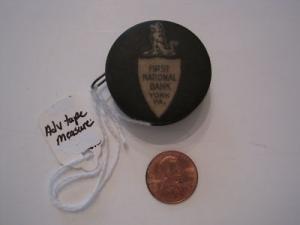 FIRST
NATIONAL
BANK
YORK
PA.
Adv tape
measure